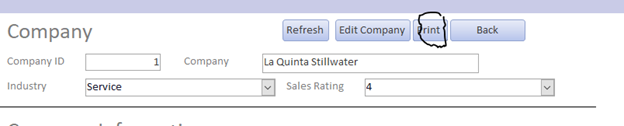 Company Refresh Edit Company Print Back
Company ID 1 Company La Quinta Stillwater
Industry Service Sales Rating 4